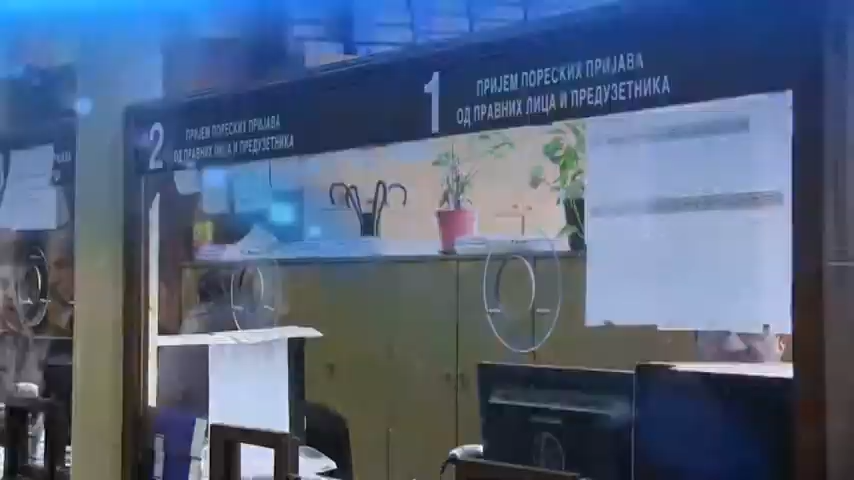 2
ПРИЈЕМ ПОРЕСКИХ ПРИЈАВА
ОД ПРАВНИХ ЛИЦА И ПРЕДУЗЕТНИКА
1
ПРИЈЕМ ПОРЕСКИХ ПРИЈАВА
ОД ПРАВНИХ ЛИЦА И ПРЕДУЗЕТНИКА